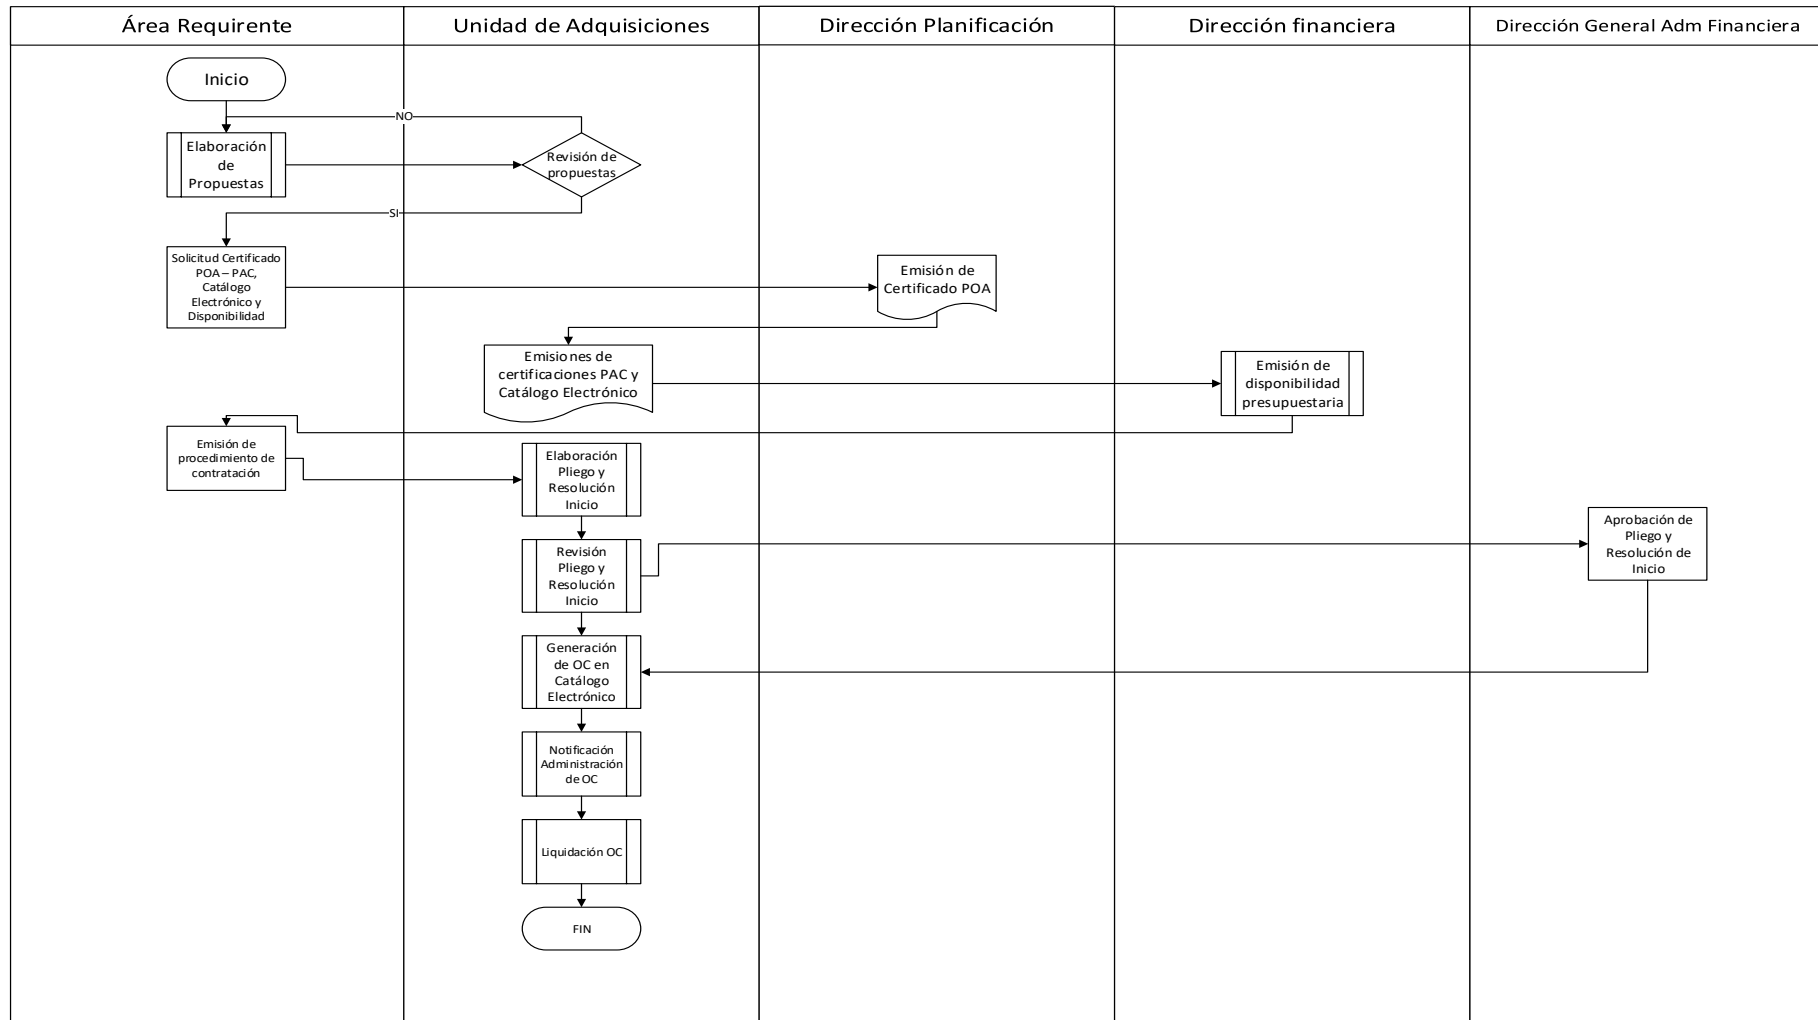 Área Requirente
Unidad de Adquisiciones
Dirección Planificación
Dirección financiera
Dirección General Adm Financiera
Inicio
NO
Elaboración
de
Propuestas
Revisión de
propuestas
SI
Solicitud Certificado
POA – PAC,
Catálogo
Electrónico y
Disponibilidad
Emisión de
Certificado POA
Emisiones de
certificaciones PAC y
Catálogo Electrónico
Emisión de
disponibilidad
presupuestaria
Emisión de
procedimiento de
contratación
Elaboración
Pliego y
Resolución
Inicio
Revisión
Pliego y
Resolución
Inicio
Aprobación de
Pliego y
Resolución de
Inicio
Generación
de OC en
Catálogo
Electrónico
Notificación
Administración
de OC
Liquidación OC
FIN